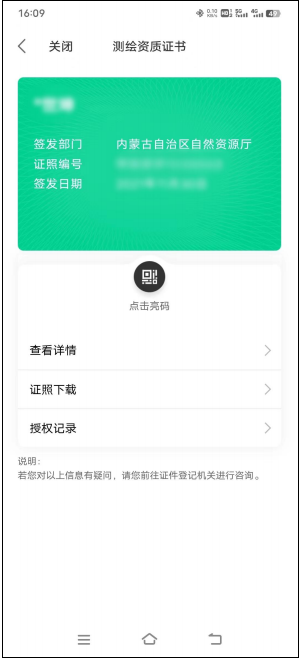 16:09
关闭 测绘资质证书
签发部门 内蒙古自治区自然资源厅
证照编号
签发日期
点击亮码
查看详情
证照下载
授权记录
说明：
若您对以上信息有疑问，请您前往证件登记机关进行咨询。